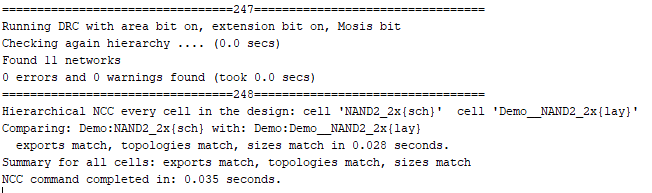 =================================247=================================
Running DRC with area bit on, extension bit on, Mosis bit
Checking again hierarchy .... (0.0 secs)
Found 11 networks
0 errors and 0 warnings found (took 0.0 secs)
=================================248=================================
Hierarchical NCC every cell in the design: cell 'NAND2_2x{sch}'  cell 'Demo__NAND2_2x{lay}'
Comparing: Demo:NAND2_2x{sch} with: Demo:Demo__NAND2_2x{lay}
  exports match, topologies match, sizes match in 0.028 seconds.
Summary for all cells: exports match, topologies match, sizes match
NCC command completed in: 0.035 seconds.